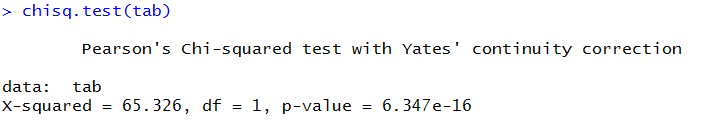 > chisq.test(tab)
Pearson's Chi-squared test with Yates' continuity correction
data:  tab
X-squared = 65.326, df = 1, p-value = 6.347e-16